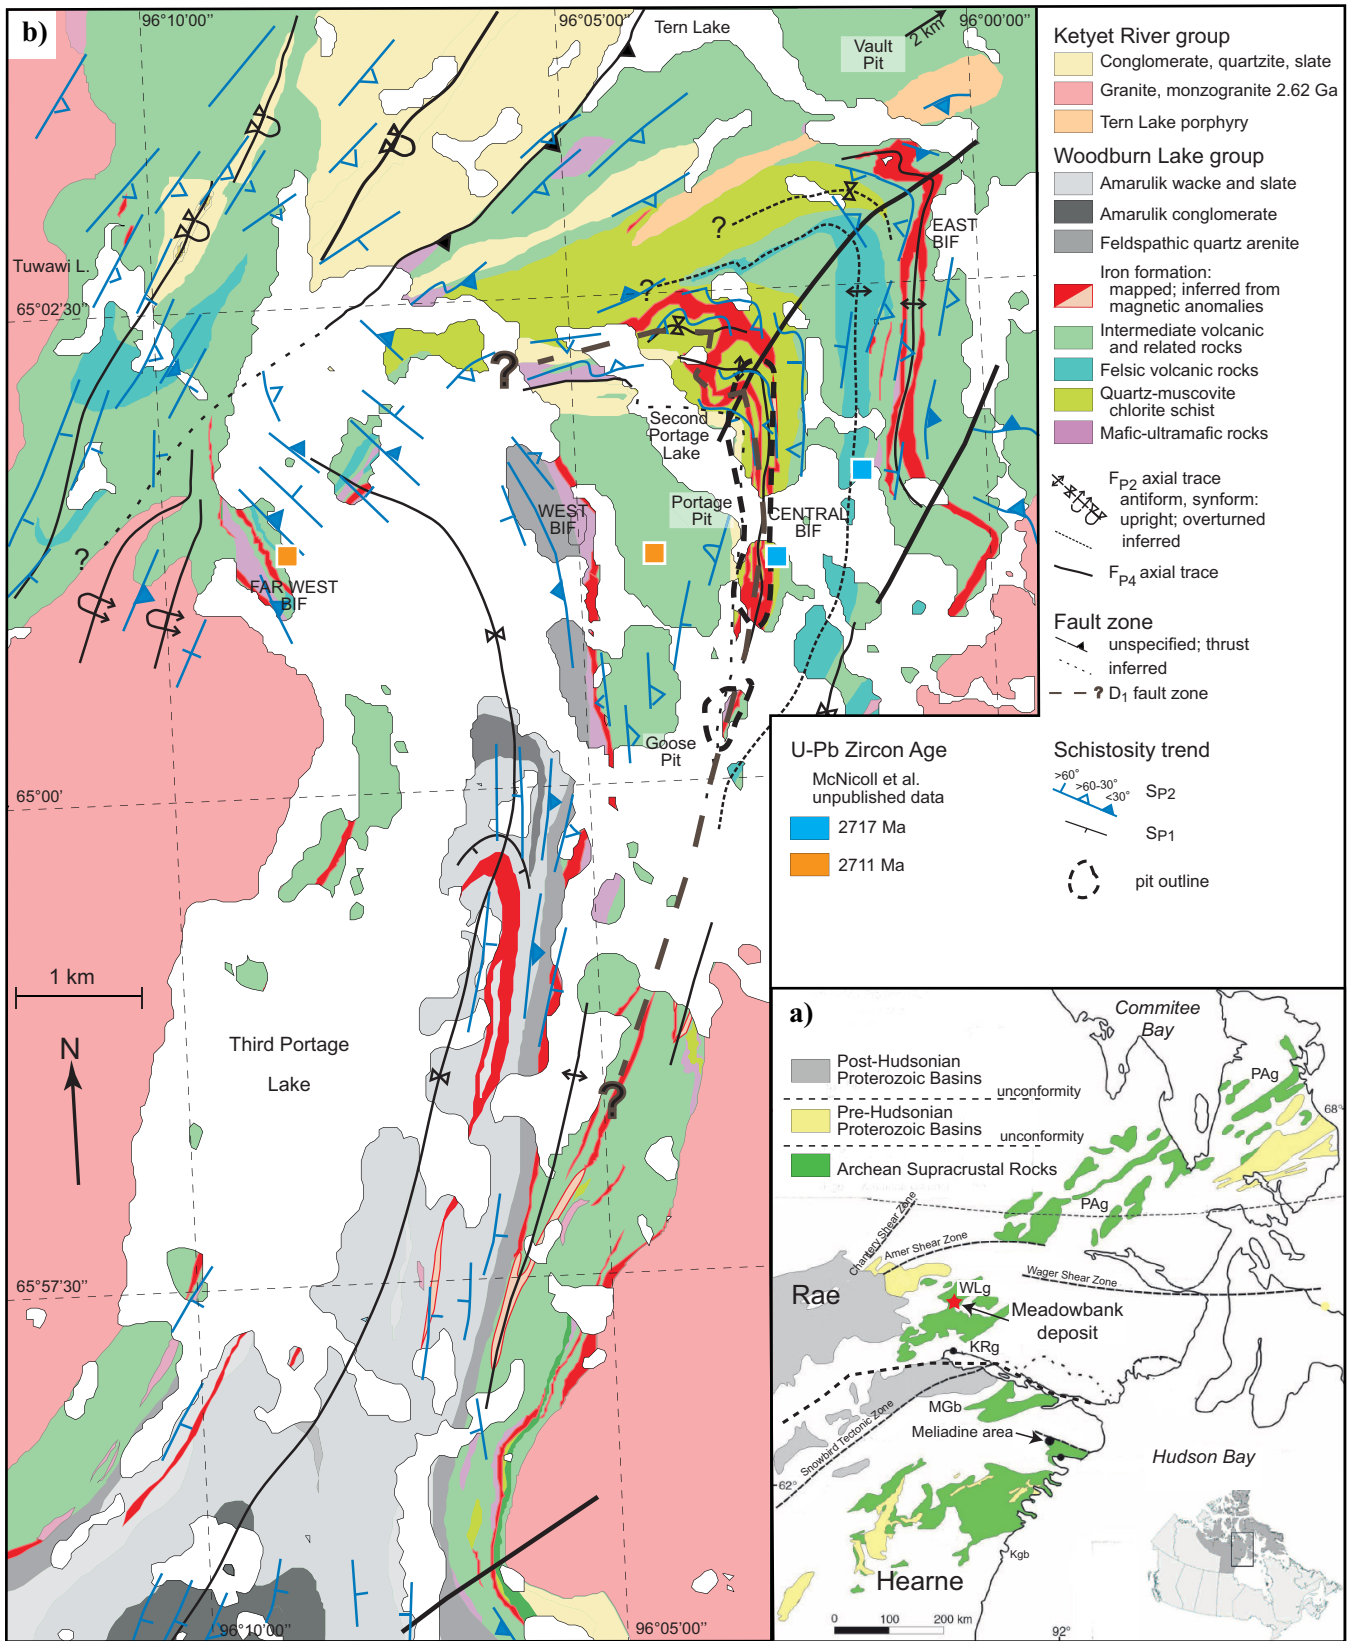 b)
96°10'00''
96°05'00''
96°00'00''
Tern Lake
2 km
Vault
Pit
Tuwawi L.
65°02'30''
?
?
?
?
EAST
BIF
Second
Portage
Lake
WEST
BIF
Portage
Pit
CENTRAL
BIF
?
FAR WEST
BIF
Goose
Pit
65°00'
1 km
N
Third Portage
Lake
?
65°57'30''
96°10'00''
96°05'00''
Ketyet River group
Conglomerate, quartzite, slate
Granite, monzogranite 2.62 Ga
Tern Lake porphyry
Woodburn Lake group
Amarulik wacke and slate
Amarulik conglomerate
Feldspathic quartz arenite
Iron formation:
mapped; inferred from
magnetic anomalies
Intermediate volcanic
and related rocks
Felsic volcanic rocks
Quartz-muscovite
chlorite schist
Mafic-ultramafic rocks
FP2 axial trace
antiform, synform:
upright; overturned
inferred
FP4 axial trace
Fault zone
unspecified; thrust
inferred
? D1 fault zone
U-Pb Zircon Age
McNicoll et al.
unpublished data
2717 Ma
2711 Ma
Schistosity trend
>60°
>60-30°
<30°
SP2
SP1
pit outline
a)
Commitee
Bay
Post-Hudsonian
Proterozoic Basins
unconformity
Pre-Hudsonian
Proterozoic Basins
unconformity
Archean Supracrustal Rocks
PAg
68°
PAg
Chantery Shear Zone
Amer Shear Zone
Wager Shear Zone
Rae
WLg
Meadowbank
deposit
KRg
MGb
Meliadine area
Snowbird Tectonic Zone
62°
Hudson Bay
Kgb
Hearne
0 100 200 km
92°